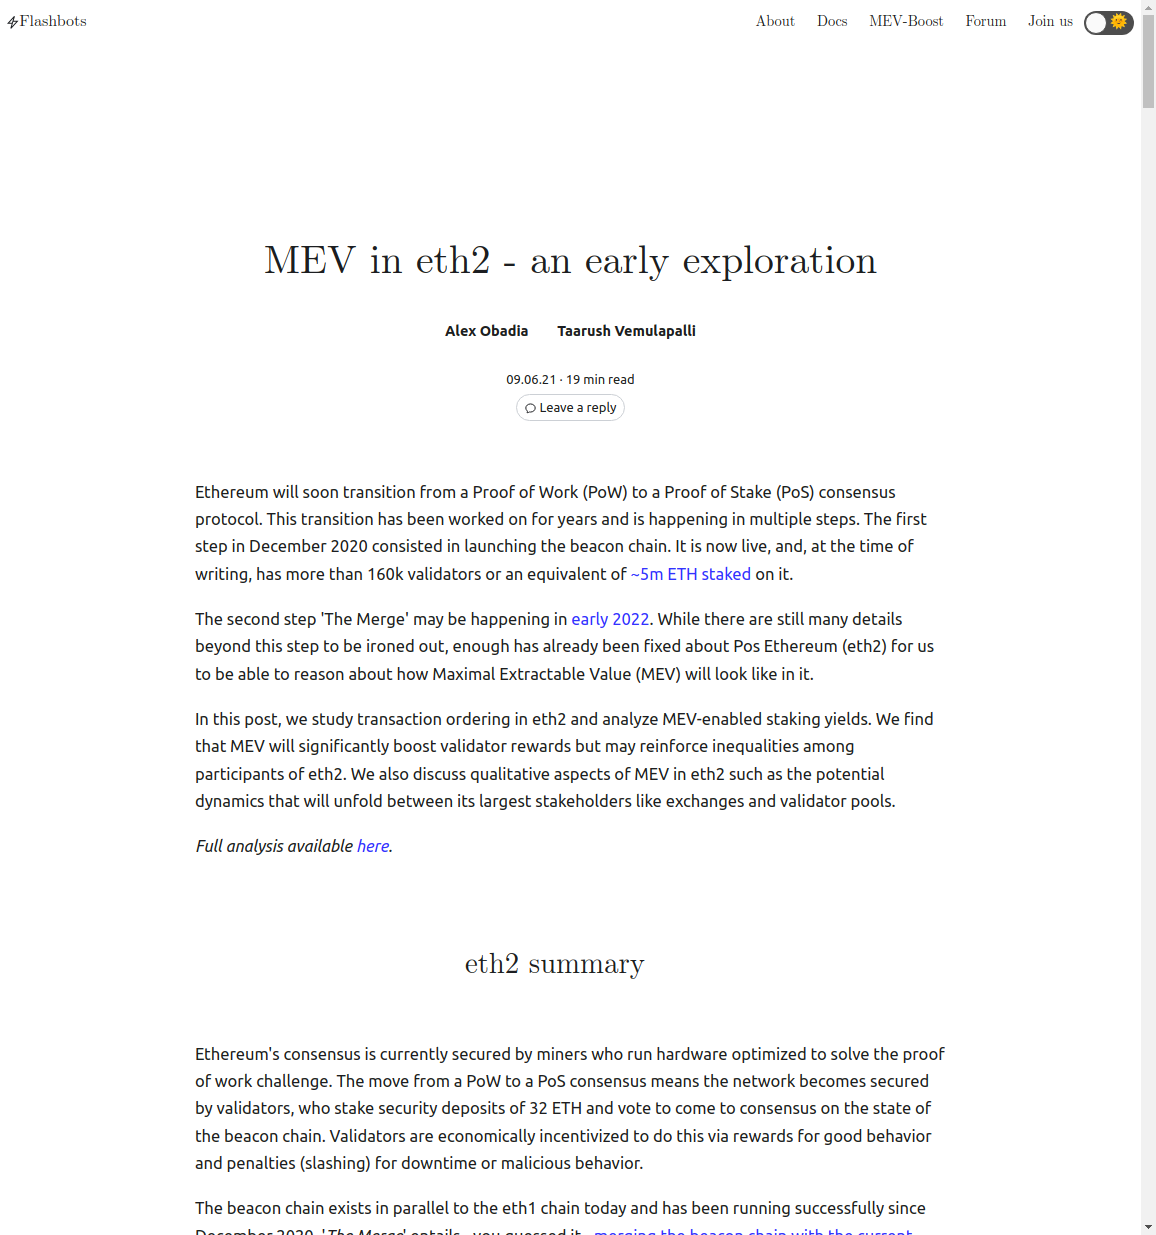 Flashbots
About Docs MEV-Boost Forum Join us
MEV in eth2 - an early exploration
Alex Obadia Taarush Vemulapalli
09.06.21 · 19 min read
Leave a reply
Ethereum will soon transition from a Proof of Work (PoW) to a Proof of Stake (PoS) consensus
protocol. This transition has been worked on for years and is happening in multiple steps. The first
step in December 2020 consisted in launching the beacon chain. It is now live, and, at the time of
writing, has more than 160k validators or an equivalent of ~5m ETH staked on it.
The second step 'The Merge' may be happening in early 2022. While there are still many details
beyond this step to be ironed out, enough has already been fixed about Pos Ethereum (eth2) for us
to be able to reason about how Maximal Extractable Value (MEV) will look like in it.
In this post, we study transaction ordering in eth2 and analyze MEV-enabled staking yields. We find
that MEV will significantly boost validator rewards but may reinforce inequalities among
participants of eth2. We also discuss qualitative aspects of MEV in eth2 such as the potential
dynamics that will unfold between its largest stakeholders like exchanges and validator pools.
Full analysis available here.
eth2 summary
Ethereum's consensus is currently secured by miners who run hardware optimized to solve the proof
of work challenge. The move from a PoW to a PoS consensus means the network becomes secured
by validators, who stake security deposits of 32 ETH and vote to come to consensus on the state of
the beacon chain. Validators are economically incentivized to do this via rewards for good behavior
and penalties (slashing) for downtime or malicious behavior.
The beacon chain exists in parallel to the eth1 chain today and has been running successfully since
December 2020. 'The Merge' entails - you guessed it - merging the beacon chain with the current